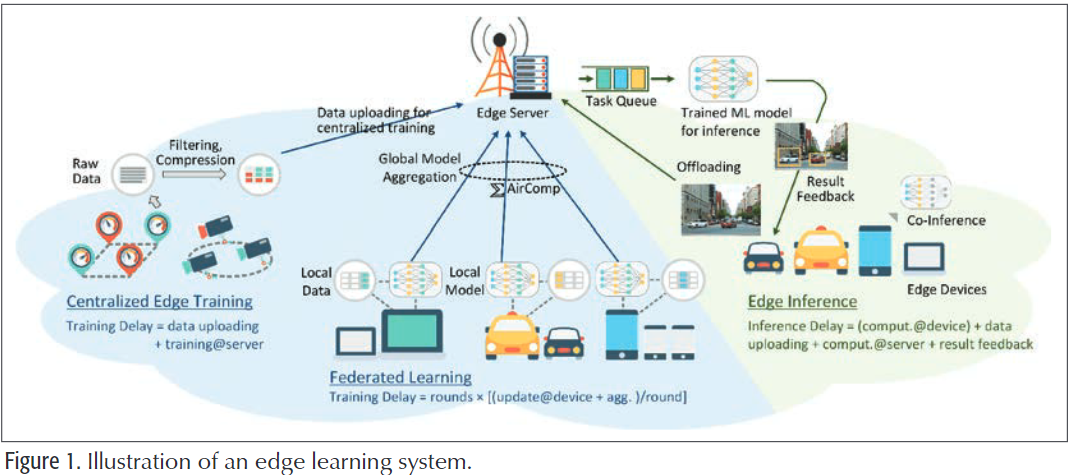 Edge Server
Task Queue
Trained ML model
for inference
Data uploading for
centralized training
Filtering,
Compression
Raw
Data
Global Model
Aggregation
∑ AirComp
Offloading
Result
Feedback
Co-Inference
Edge Devices
Local
Data
Local
Model
Centralized Edge Training
Training Delay = data uploading
+ training@server
Federated Learning
Training Delay = rounds × [(update@device + agg. )/round]
Edge Inference
Inference Delay = (comput.@device) + data
uploading + comput.@server + result feedback
Figure 1. Illustration of an edge learning system.